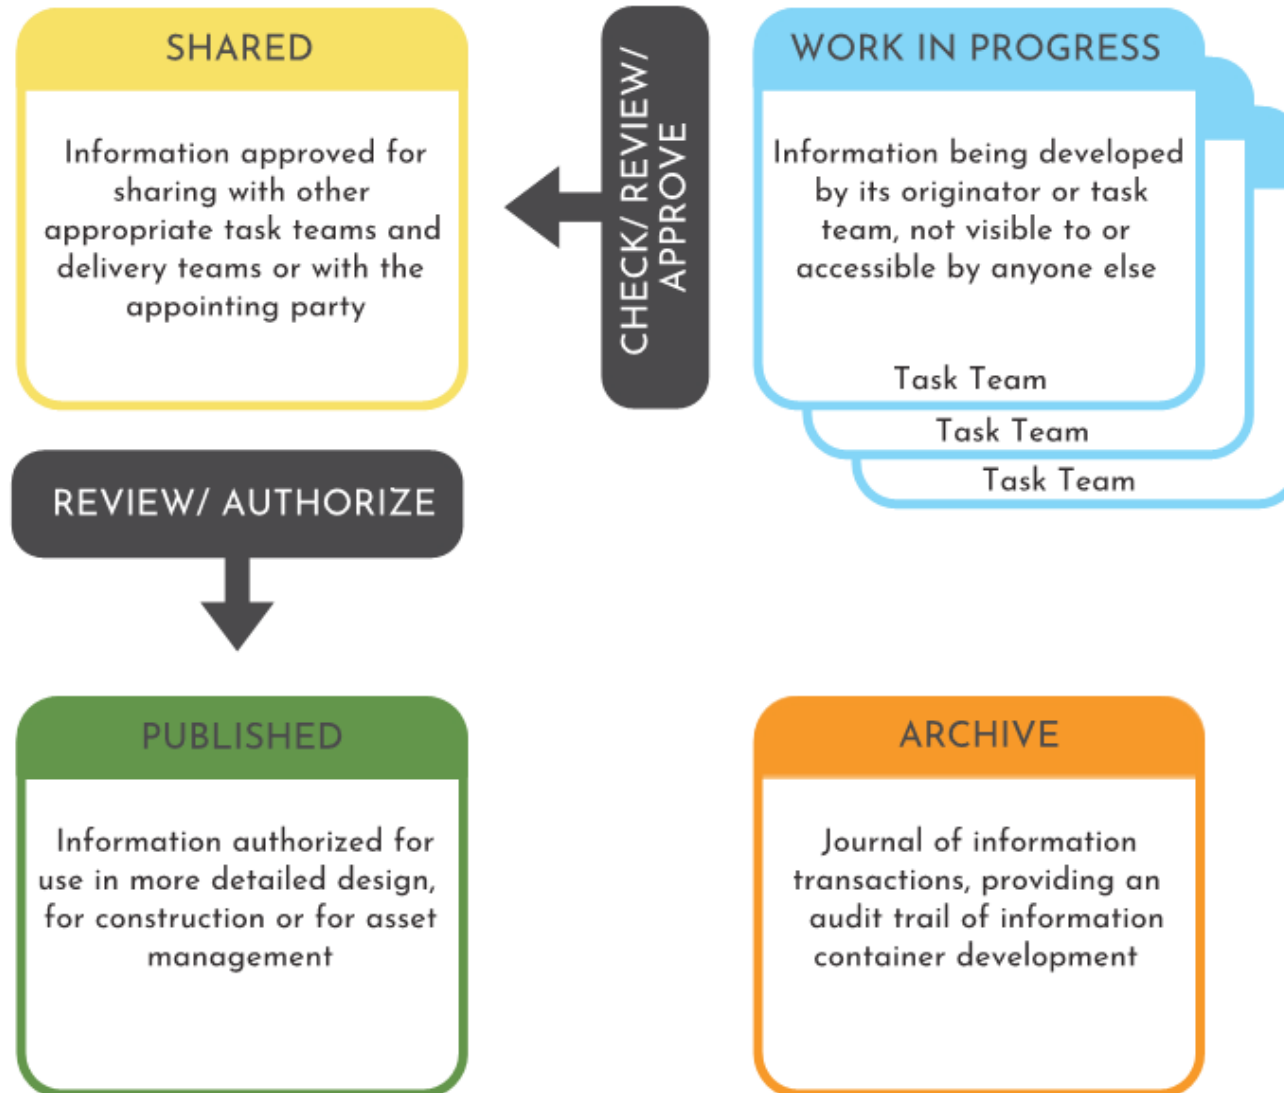 SHARED
Information approved for
sharing with other
appropriate task teams and
delivery teams or with the
appointing party
CHECK/ REVIEW/
APPROVE
WORK IN PROGRESS
Information being developed
by its originator or task
team, not visible to or
accessible by anyone else
Task Team
Task Team
Task Team
REVIEW/ AUTHORIZE
PUBLISHED
Information authorized for
use in more detailed design,
for construction or for asset
management
ARCHIVE
Journal of information
transactions, providing an
audit trail of information
container development